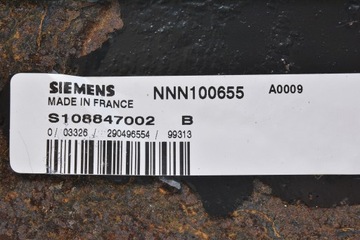 SIEMENS NNN100655 A0009
MADE IN FRANCE
S108847002 B
0/ 03326 / 290496554 / 99313